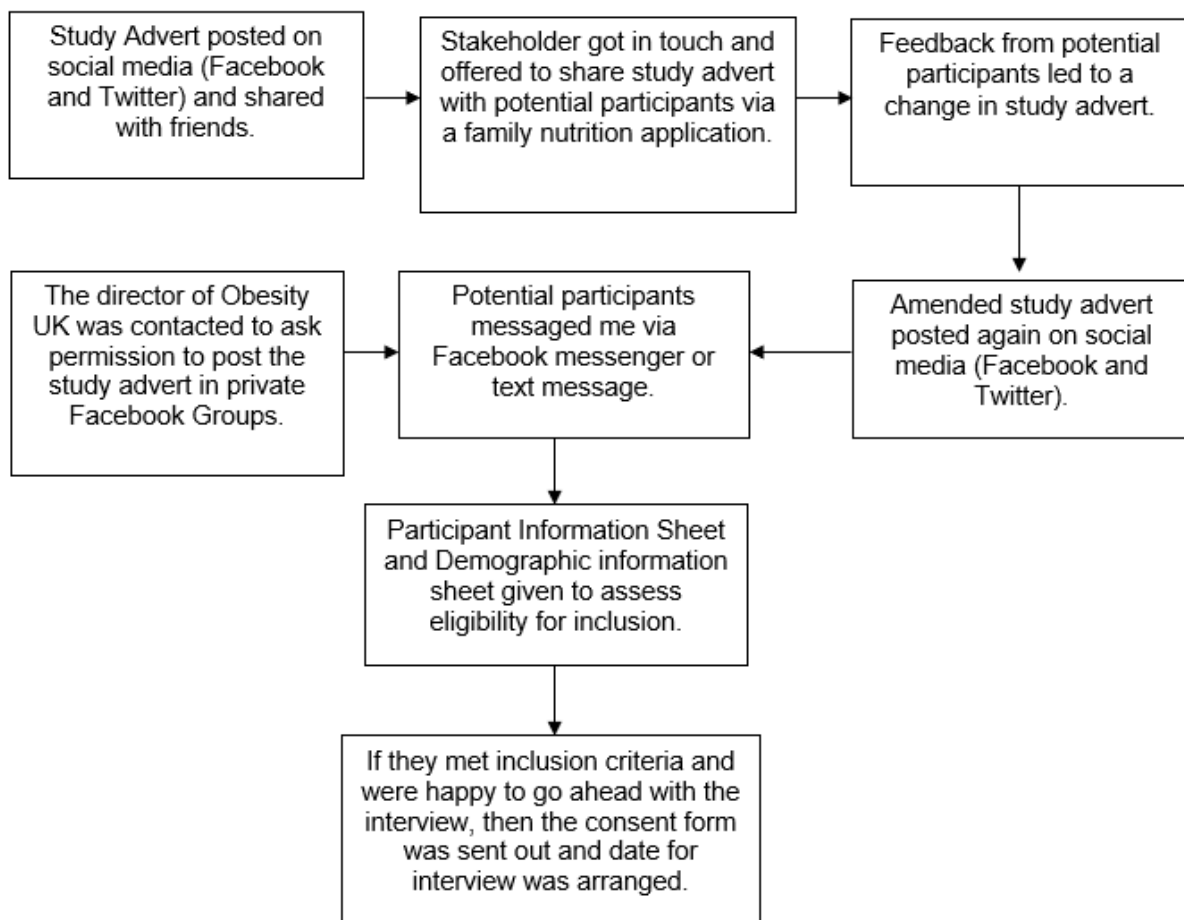 Study Advert posted on
social media (Facebook
and Twitter) and shared
with friends.
Stakeholder got in touch and
offered to share study advert
with potential participants via
a family nutrition application.
Feedback from potential
participants led to a
change in study advert.
The director of Obesity
UK was contacted to ask
permission to post the
study advert in private
Facebook Groups.
Potential participants
messaged me via
Facebook messenger or
text message.
Amended study advert
posted again on social
media (Facebook and
Twitter).
Participant Information Sheet
and Demographic information
sheet given to assess
eligibility for inclusion.
If they met inclusion criteria and
were happy to go ahead with the
interview, then the consent form
was sent out and date for
interview was arranged.